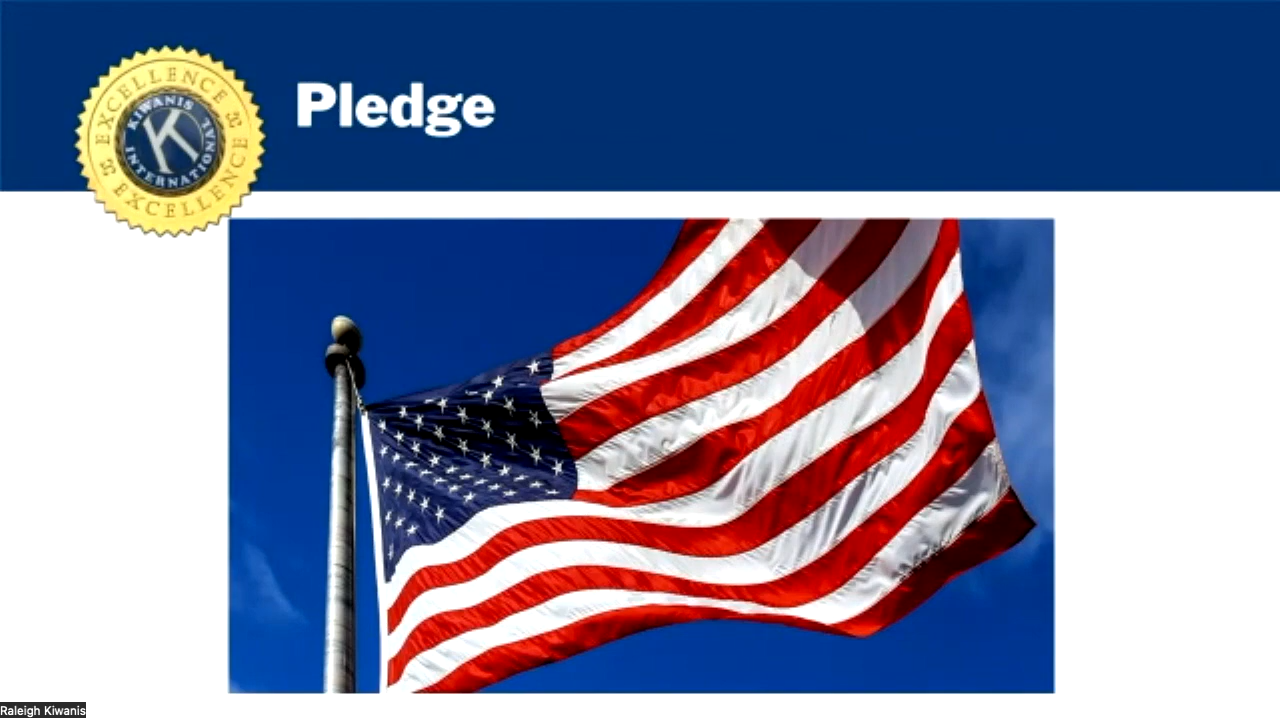 Pledge
EXCELLENCE
KIWANIS
K
INTERNATIONAL
EXCELLENCE
Raleigh Kiwanis